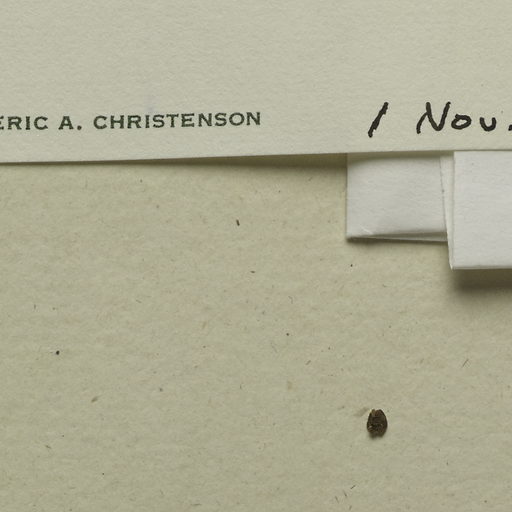 ERIC A. CHRISTENSON 1 Nov.